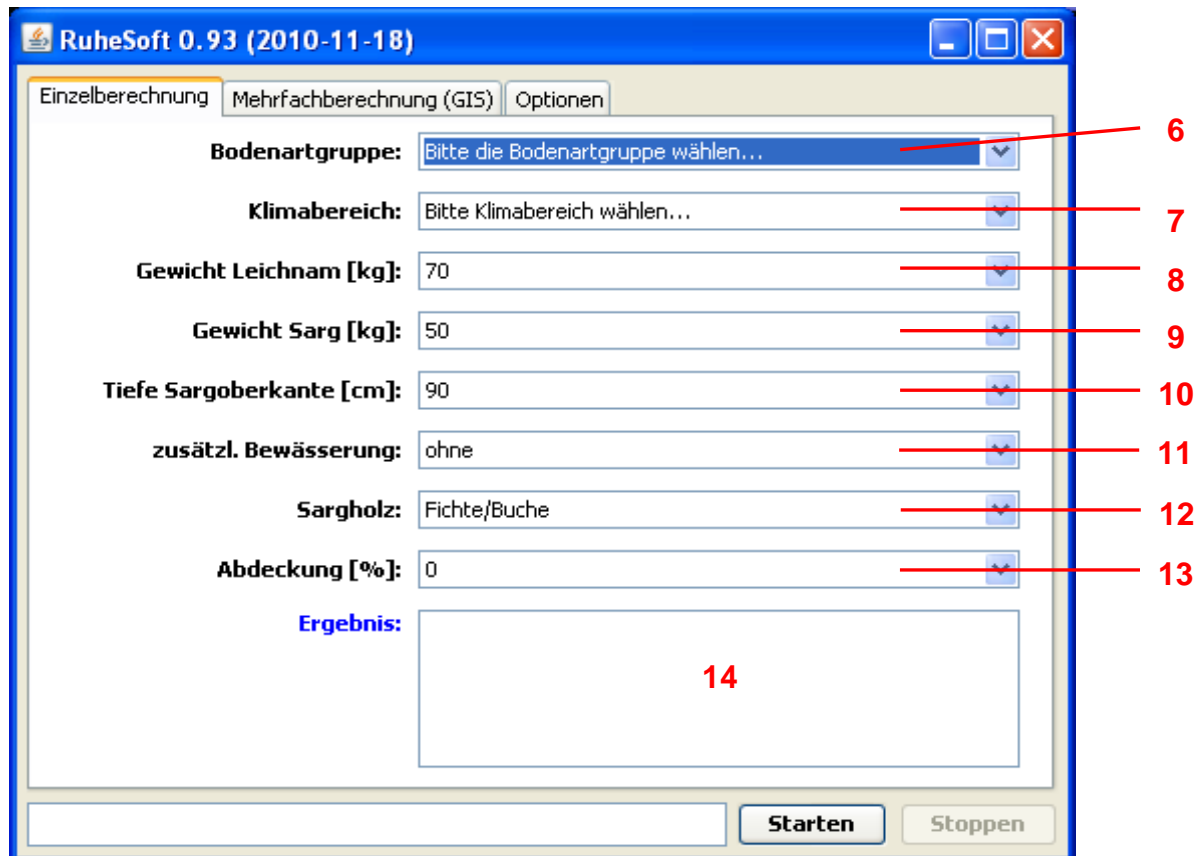 RuheSoft 0.93 (2010-11-18)
Einzelberechnung Mehrfachberechnung (GIS) Optionen
Bodenartgruppe: Bitte die Bodenartgruppe wählen... 6
Klimabereich: Bitte Klimabereich wählen... 7
Gewicht Leichnam [kg]: 70 8
Gewicht Sarg [kg]: 50 9
Tiefe Sargoberkante [cm]: 90 10
zusätzl. Bewässerung: ohne 11
Sargholz: Fichte/Buche 12
Abdeckung [%]: 0 13
Ergebnis:
14
Starten Stoppen